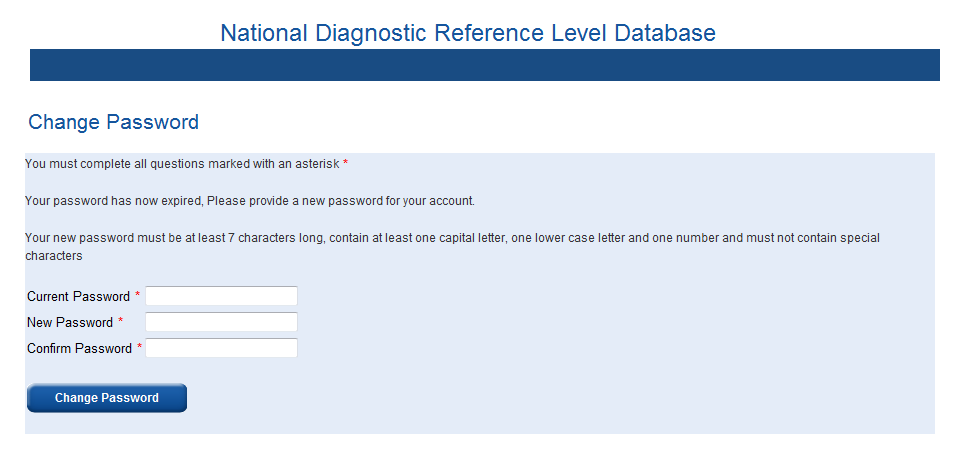 National Diagnostic Reference Level Database
Change Password
You must complete all questions marked with an asterisk *
Your password has now expired, Please provide a new password for your account.
Your new password must be at least 7 characters long, contain at least one capital letter, one lower case letter and one number and must not contain special
characters
Current Password *
New Password *
Confirm Password *
Change Password